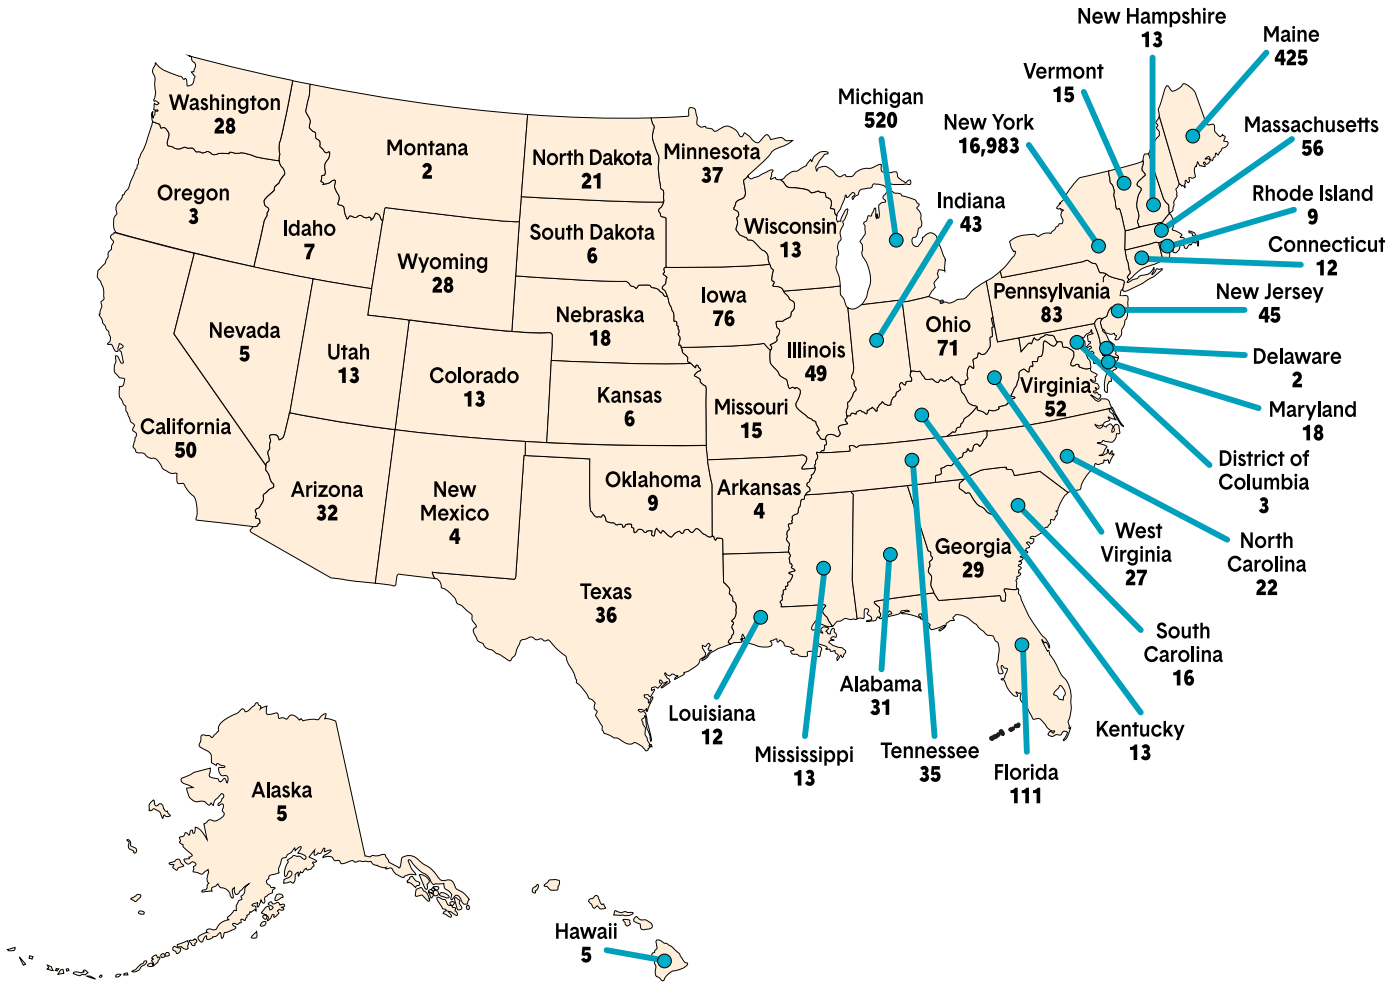 New Hampshire
13
Maine
425
Vermont
15
Michigan
520
New York
16,983
Massachusetts
56
Washington
28
Montana
2
North Dakota
21
Minnesota
37
Oregon
3
Idaho
7
Indiana
43
Rhode Island
9
Wisconsin
13
South Dakota
6
Connecticut
12
Wyoming
28
Iowa
76
Pennsylvania
83
New Jersey
45
Nebraska
18
Nevada
5
Utah
13
Ohio
71
Illinois
49
Delaware
2
Colorado
13
Kansas
6
Virginia
52
Missouri
15
Maryland
18
California
50
District of
Columbia
3
Arizona
32
New
Mexico
4
Oklahoma
9
Arkansas
4
West
Virginia
27
North
Carolina
22
Georgia
29
Texas
36
South
Carolina
16
Alabama
31
Louisiana
12
Mississippi
13
Tennessee
35
Kentucky
13
Florida
111
Alaska
5
Hawaii
5